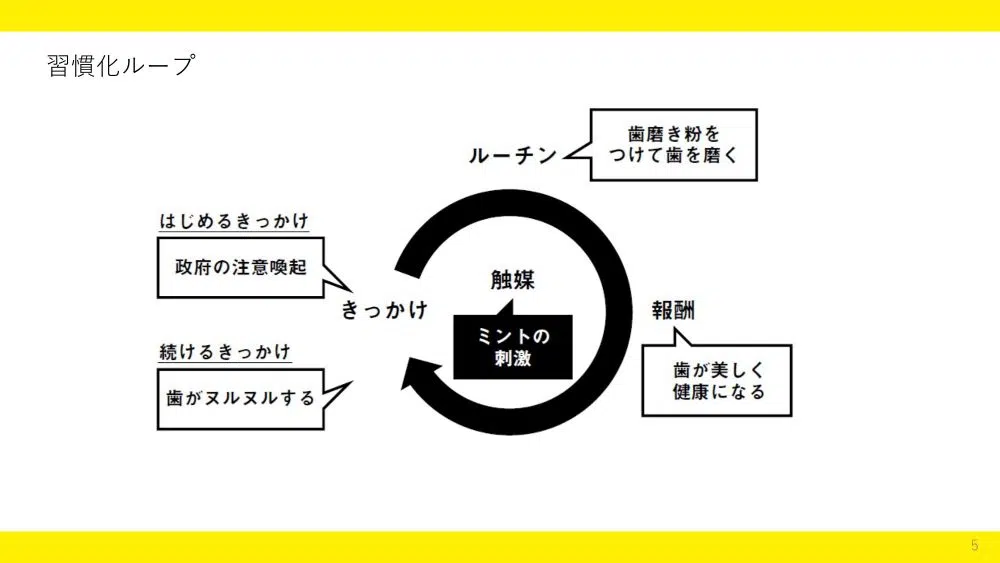 習慣化ループ
ルーチン
歯磨き粉を
つけて歯を磨く
はじめるきっかけ
政府の注意喚起
きっかけ
続けるきっかけ
歯がヌルヌルする
触媒
ミントの
刺激
報酬
歯が美しく
健康になる
5